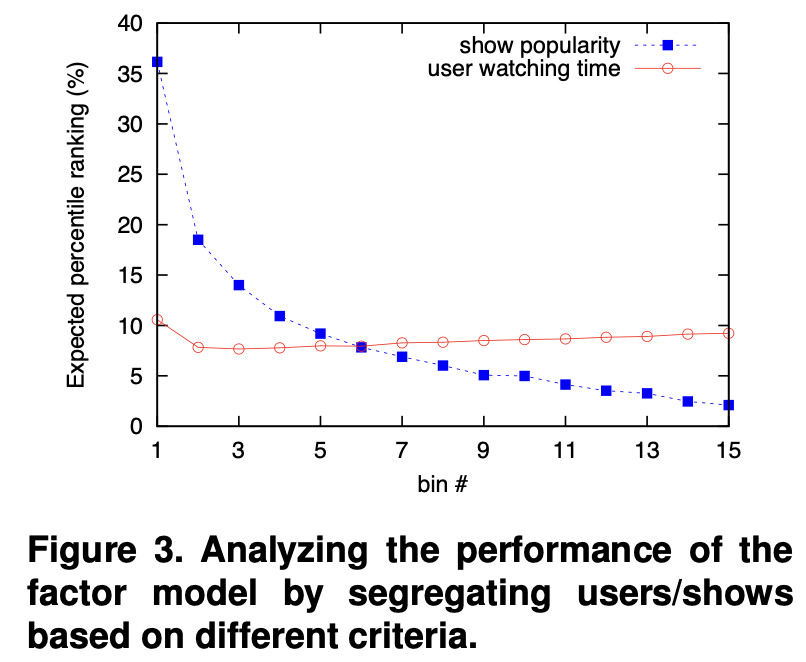 40
35
30
25
20
15
10
5
0
Expected percentile ranking (%)
show popularity
user watching time
1 3 5 7 9 11 13 15
bin #
Figure 3. Analyzing the performance of the
factor model by segregating users/shows
based on different criteria.